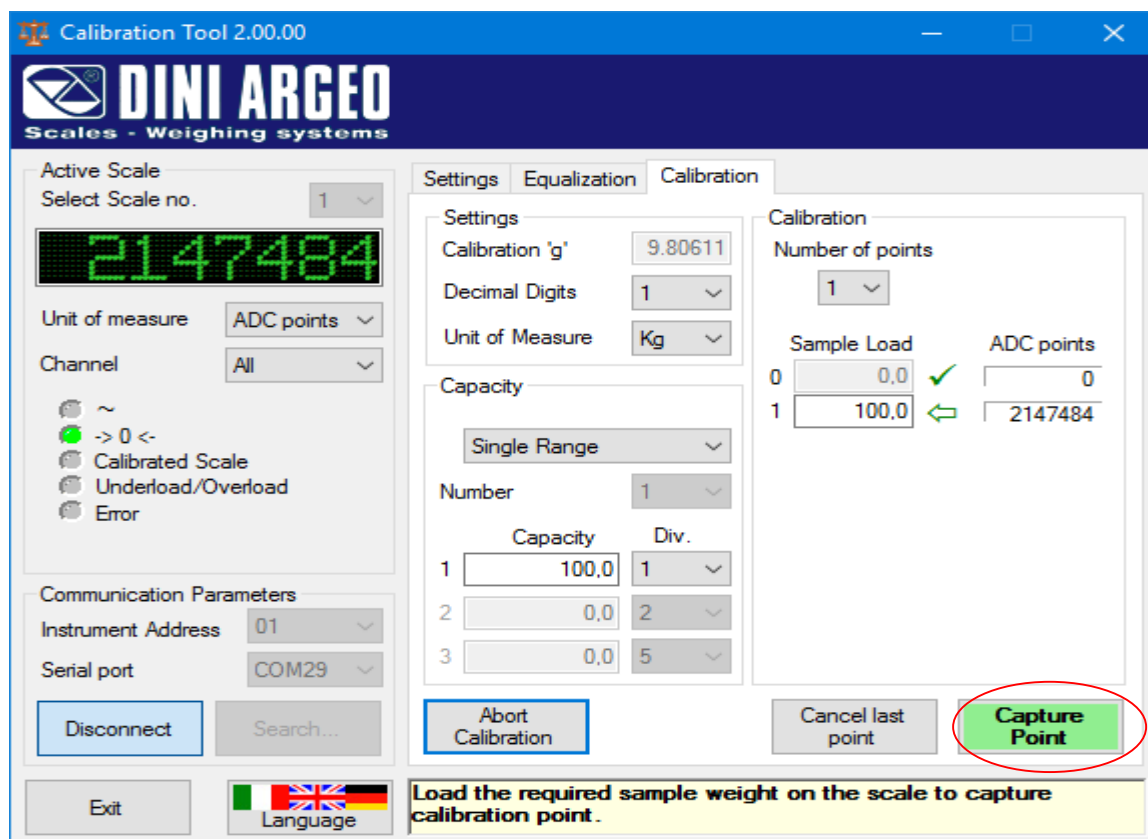 Calibration Tool 2.00.00
DINI ARGEO
Scales - Weighing systems
Active Scale
Select Scale no. 1
2147484
Unit of measure ADC points
Channel All
~
-> 0 <-
Calibrated Scale
Underload/Overload
Error
Communication Parameters
Instrument Address 01
Serial port COM29
Disconnect Search...
Exit
Language
Settings Equalization Calibration
Settings
Calibration 'g' 9.80611
Decimal Digits 1
Unit of Measure Kg
Capacity
Single Range
Number 1
Capacity Div.
1 100,0 1
2 0,0 2
3 0,0 5
Calibration
Number of points
1
Sample Load ADC points
0 0,0 0
1 100,0 2147484
Abort
Calibration
Cancel last
point
Capture
Point
Load the required sample weight on the scale to capture
calibration point.